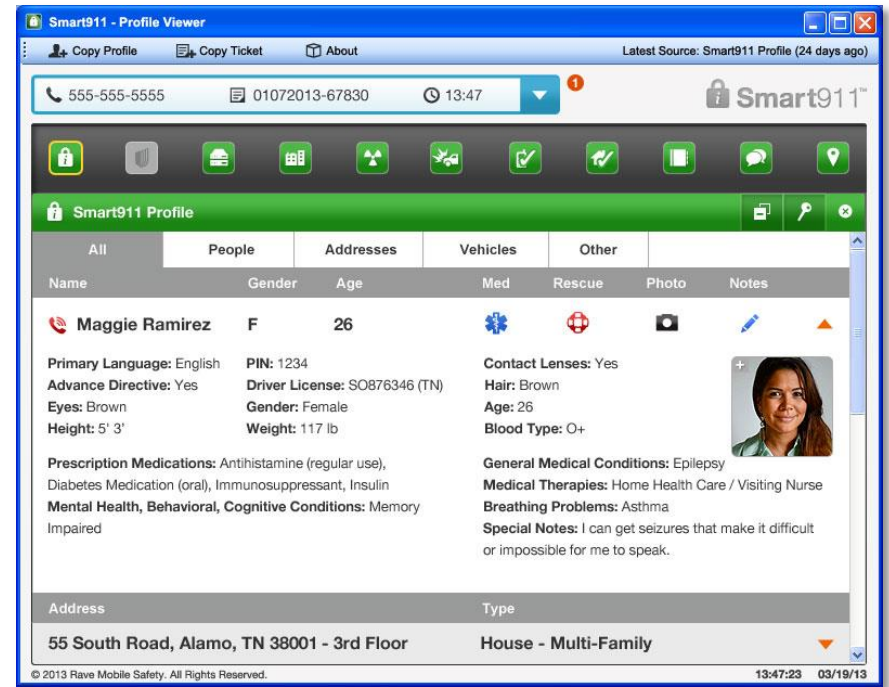 Smart911 - Profile Viewer
Copy Profile Copy Ticket About Latest Source: Smart911 Profile (24 days ago)
555-555-5555 01072013-67830 13:47 1 Smart911™
Smart911 Profile
All People Addresses Vehicles Other
Name Gender Age Med Rescue Photo Notes
Maggie Ramirez F 26
Primary Language: English PIN: 1234 Contact Lenses: Yes
Advance Directive: Yes Driver License: SO876346 (TN) Hair: Brown
Eyes: Brown Gender: Female Age: 26
Height: 5' 3' Weight: 117 lb Blood Type: O+
Prescription Medications: Antihistamine (regular use),
Diabetes Medication (oral), Immunosuppressant, Insulin
Mental Health, Behavioral, Cognitive Conditions: Memory
Impaired
General Medical Conditions: Epilepsy
Medical Therapies: Home Health Care / Visiting Nurse
Breathing Problems: Asthma
Special Notes: I can get seizures that make it difficult
or impossible for me to speak.
Address Type
55 South Road, Alamo, TN 38001 - 3rd Floor House - Multi-Family
© 2013 Rave Mobile Safety. All Rights Reserved. 13:47:23 03/19/13